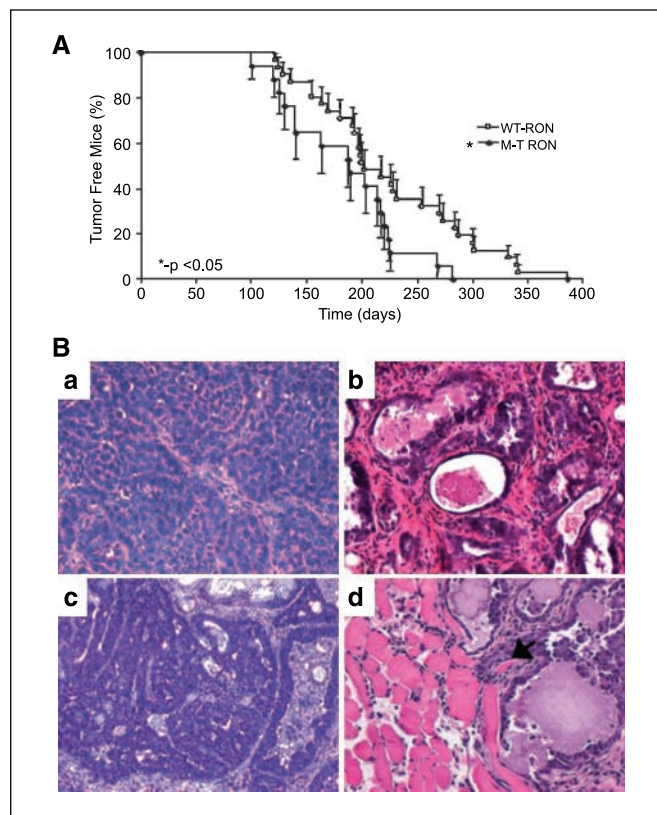 A
Tumor Free Mice (%)
100
80
60
40
20
0
WT-RON
* M-T RON
*-p <0.05
0 50 100 150 200 250 300 350 400
Time (days)
B
a
b
c
d